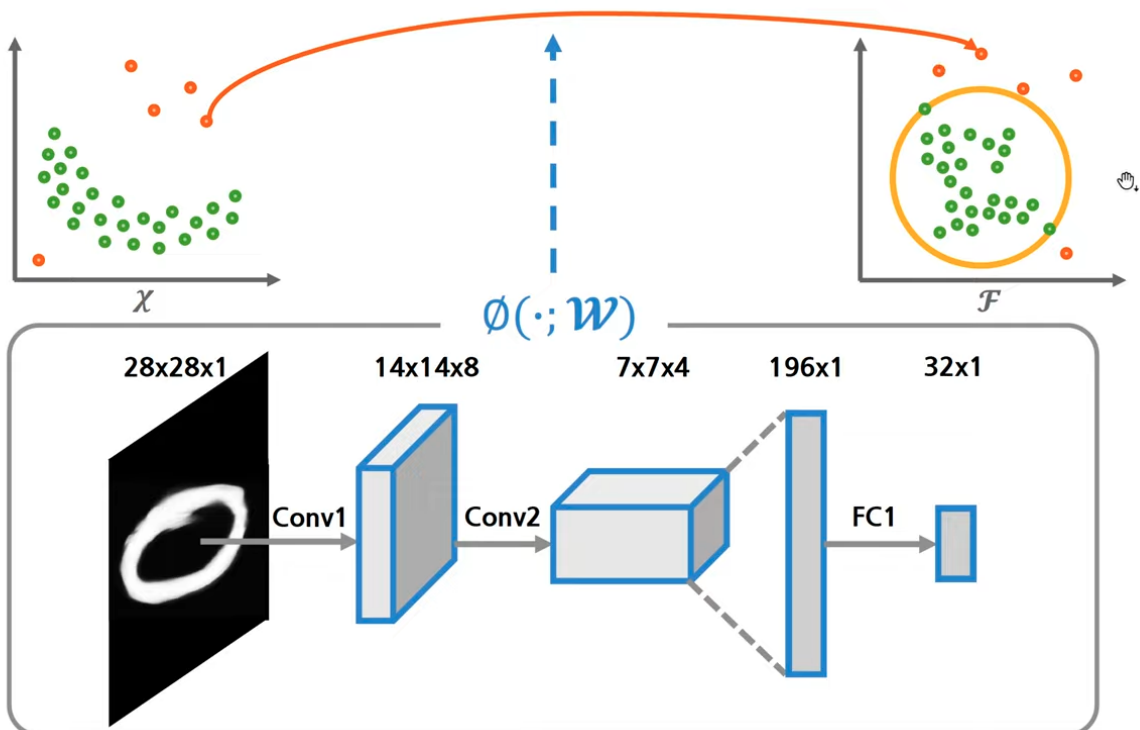 𝒳
ℱ
∅(·; 𝒲)
28x28x1
14x14x8
7x7x4
196x1
32x1
Conv1
Conv2
FC1